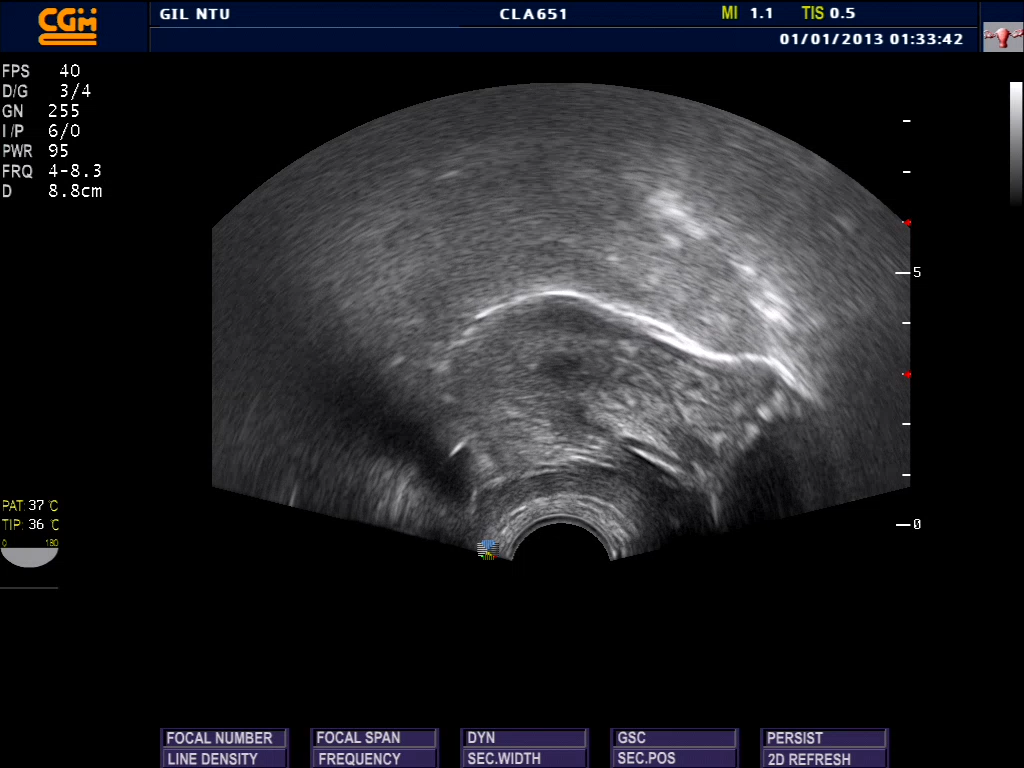 CGM
GIL NTU CLA651 MI 1.1 TIS 0.5
01/01/2013 01:33:42
FPS 40
D/G 3/4
GN 255
I/P 6/0
PWR 95
FRQ 4-8.3
D 8.8cm
5
PAT: 37 °C
TIP: 36 °C
0 180
0
FOCAL NUMBER FOCAL SPAN DYN GSC PERSIST
LINE DENSITY FREQUENCY SEC.WIDTH SEC.POS 2D REFRESH